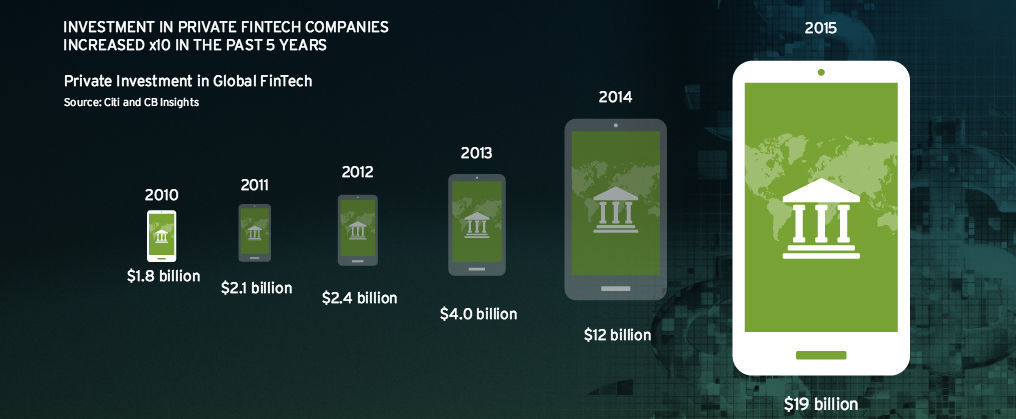 INVESTMENT IN PRIVATE FINTECH COMPANIES
INCREASED x10 IN THE PAST 5 YEARS
Private Investment in Global FinTech
Source: Citi and CB Insights
2010
$1.8 billion
2011
$2.1 billion
2012
$2.4 billion
2013
$4.0 billion
2014
$12 billion
2015
$19 billion